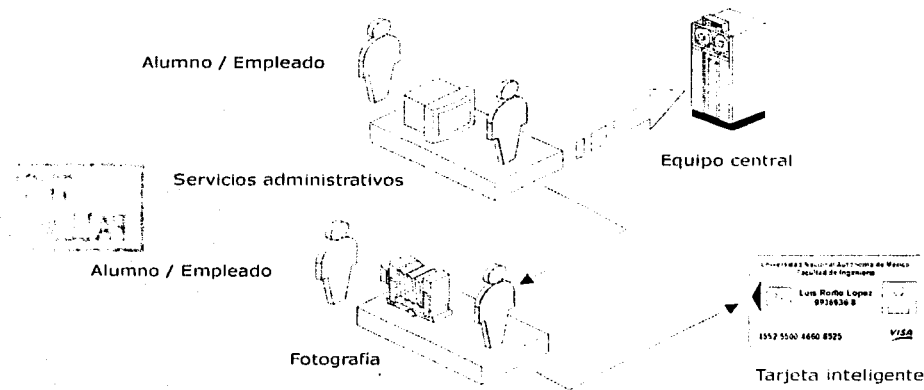 Alumno / Empleado
Equipo central
Servicios administrativos
Alumno / Empleado
Universidad Nacional Autónoma de México
Facultad de Ingeniería
Luis Romo Lopez
VISA
Fotografía
Tarjeta inteligente